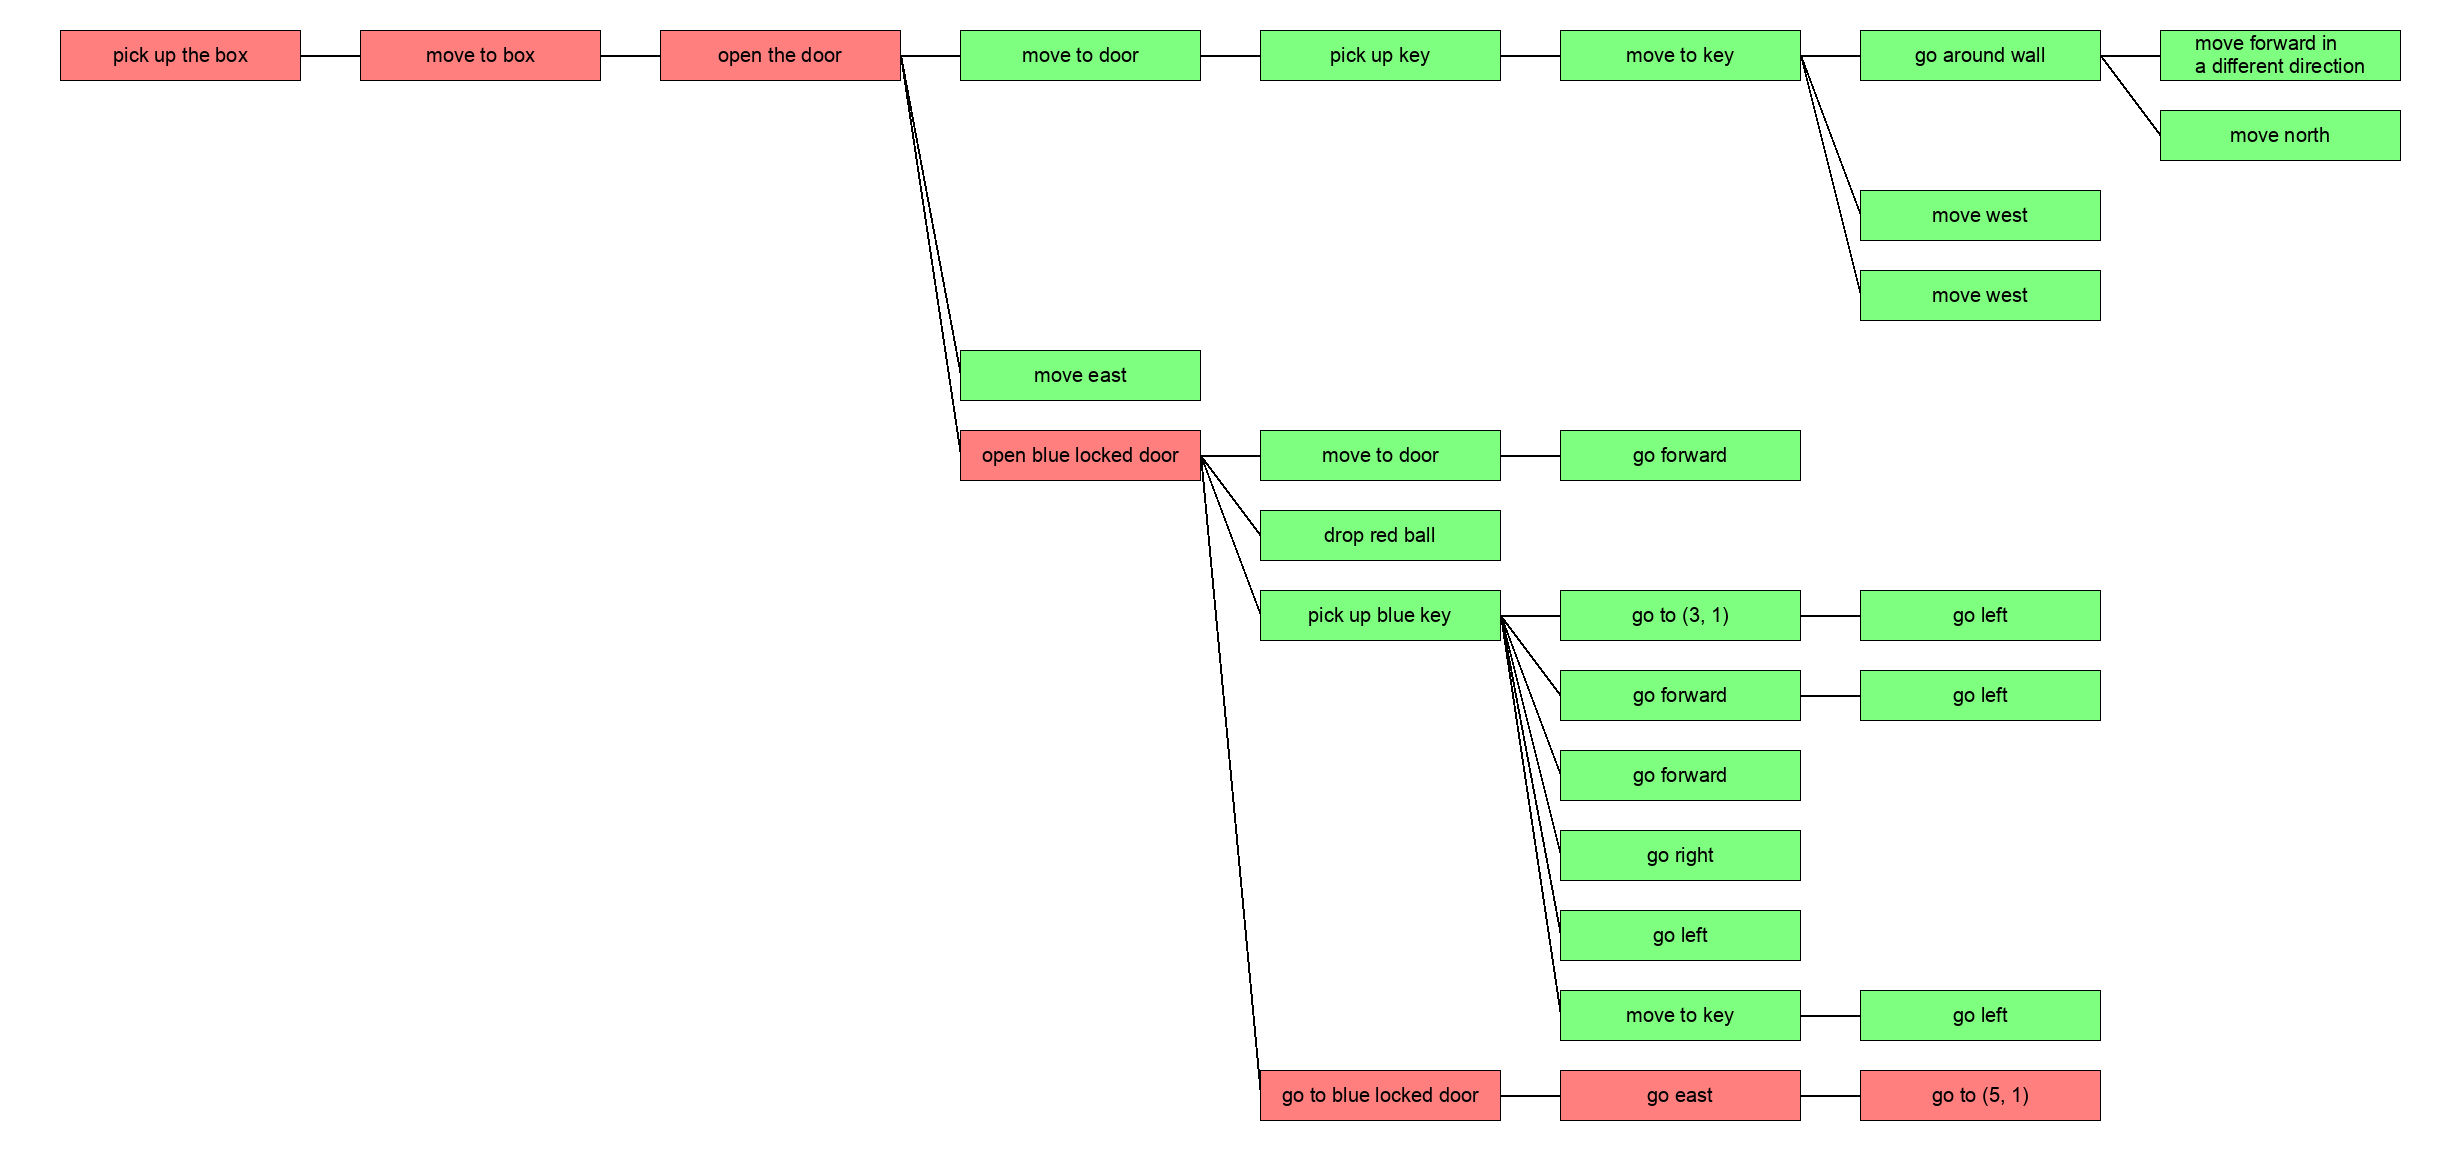 pick up the box
move to box
open the door
move to door
pick up key
move to key
go around wall
move forward in
a different direction
move north
move west
move west
move east
open blue locked door
move to door
go forward
drop red ball
pick up blue key
go to (3, 1)
go left
go forward
go left
go forward
go right
go left
move to key
go left
go to blue locked door
go east
go to (5, 1)